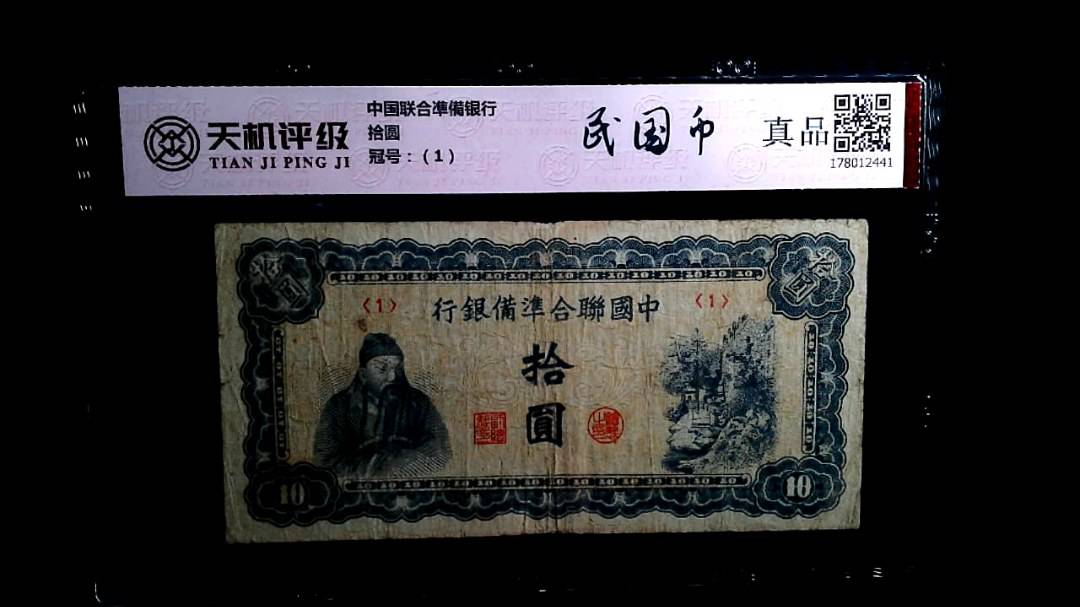 天机评级
TIAN JI PING JI
中国联合凖備银行
拾圆
冠号：（1）
民国币
真品
178012441
〈1〉
行銀備準合聯國中
〈1〉
拾
圓
10
10